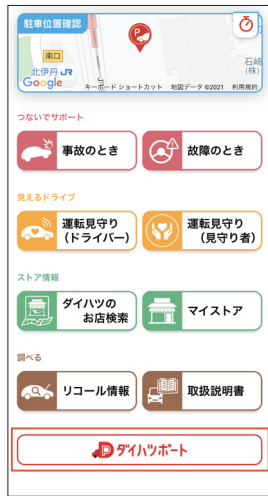 駐車位置確認
南口
北伊丹 JR
石﨑
(株)
Google
キーボード ショートカット 地図データ ©2021 利用規約
つないでサポート
事故のとき
故障のとき
見えるドライブ
運転見守り
(ドライバー)
運転見守り
(見守り者)
ストア情報
ダイハツの
お店検索
マイストア
調べる
リコール情報
取扱説明書
ダイハツポート